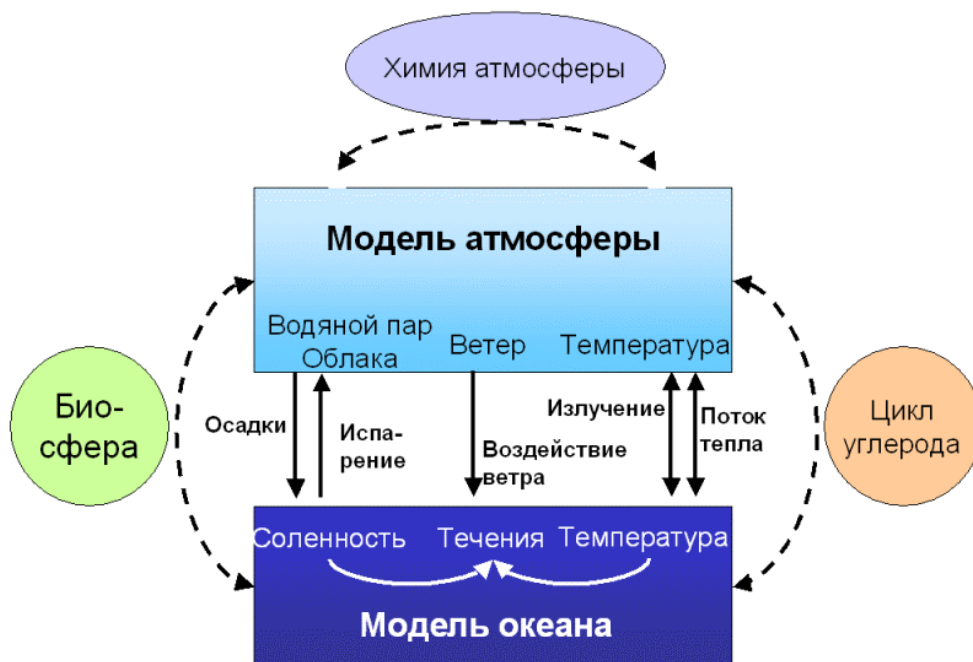 Химия атмосферы
Модель атмосферы
Водяной пар
Облака
Ветер
Температура
Био-
сфера
Осадки
Испа-
рение
Воздействие
ветра
Излучение
Поток
тепла
Цикл
углерода
Соленность
Течения
Температура
Модель океана